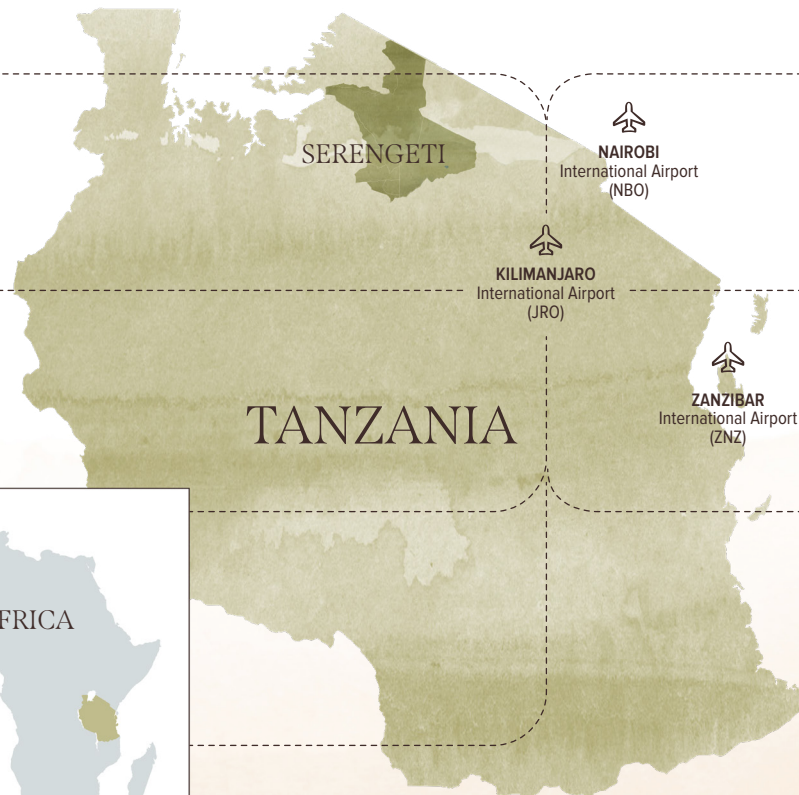 SERENGETI
NAIROBI
International Airport
(NBO)
KILIMANJARO
International Airport
(JRO)
TANZANIA
ZANZIBAR
International Airport
(ZNZ)
FRICA